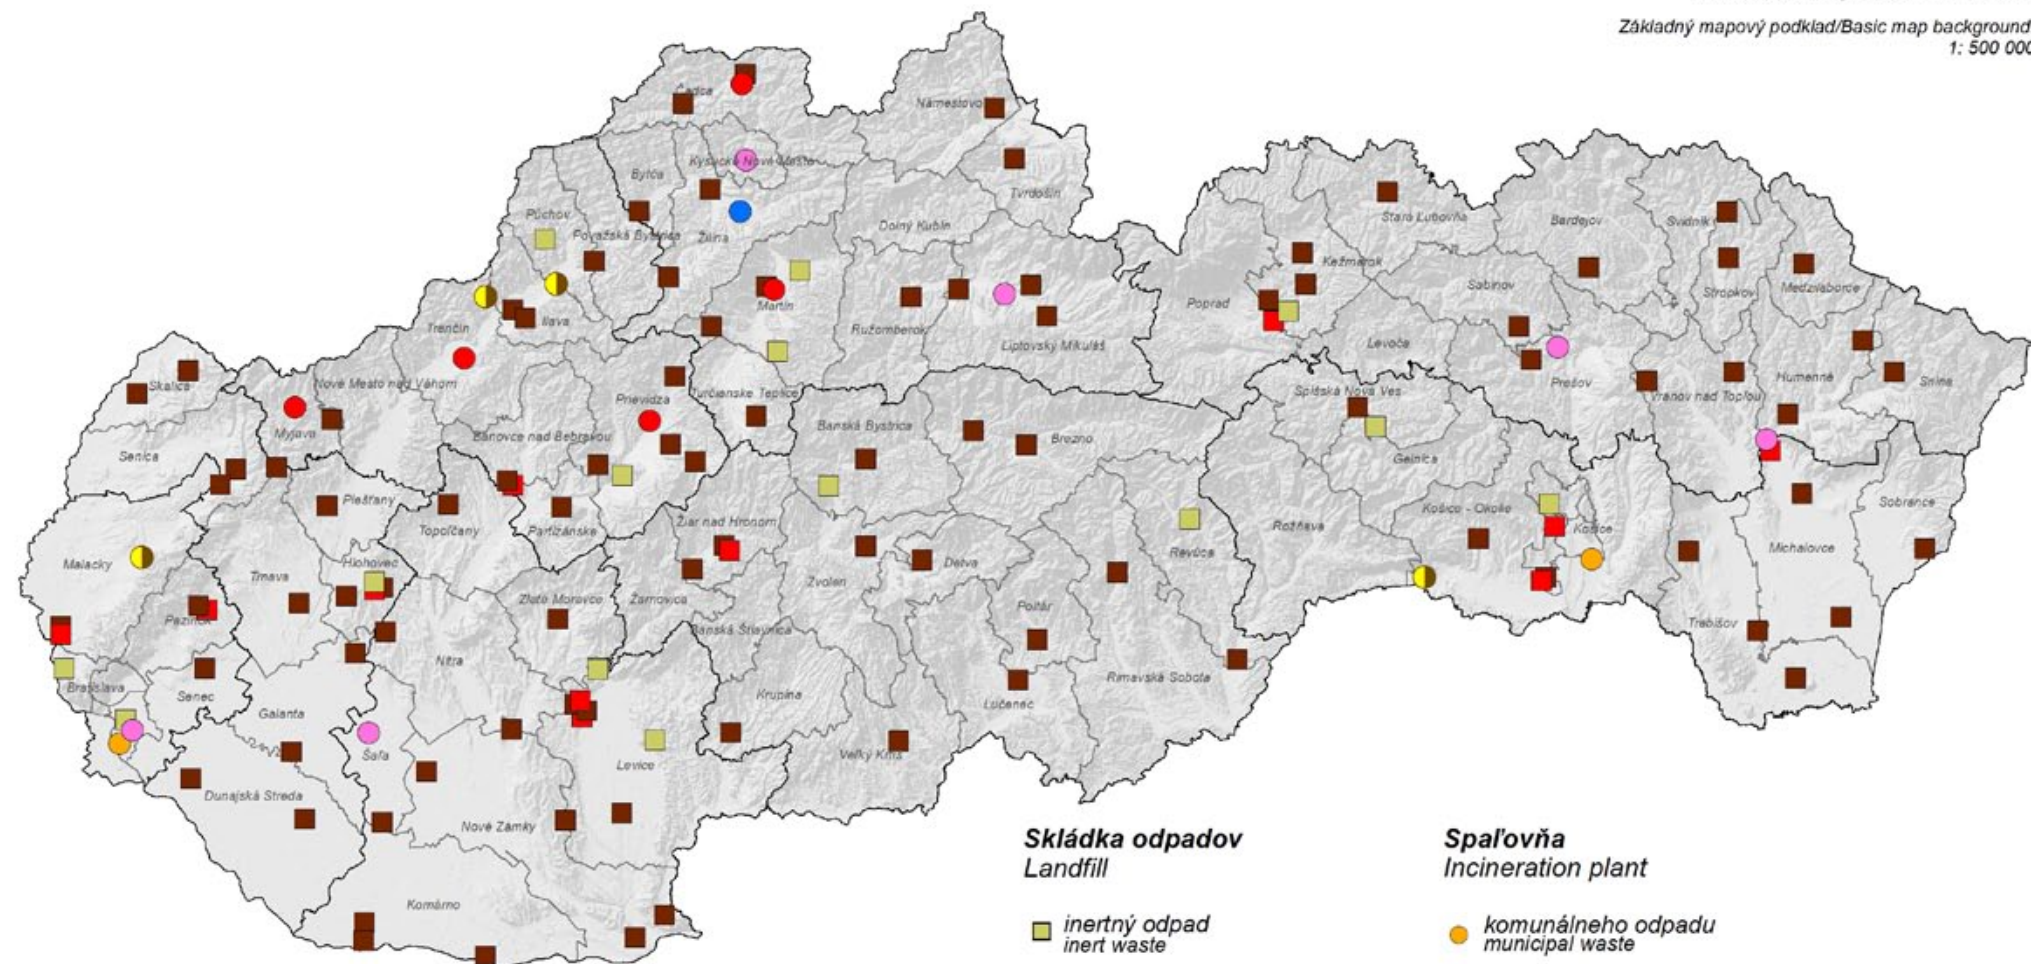 Základný mapový podklad/Basic map background
1: 500 000
Čadca
Námestovo
Kysucké Nové Mesto
Bytča
Tvrdošín
Púchov
Považská Bystrica
Žilina
Dolný Kubín
Stará Ľubovňa
Bardejov
Svidník
Kežmarok
Sabinov
Stropkov
Medzilaborce
Poprad
Martin
Ilava
Trenčín
Ružomberok
Liptovský Mikuláš
Levoča
Prešov
Humenné
Snina
Vranov nad Topľou
Skalica
Nové Mesto nad Váhom
Prievidza
Turčianske Teplice
Spišská Nová Ves
Myjava
Bánovce nad Bebravou
Banská Bystrica
Brezno
Senica
Gelnica
Piešťany
Topoľčany
Partizánske
Žiar nad Hronom
Rožňava
Košice - Okolie
Košice
Sobrance
Michalovce
Malacky
Trnava
Hlohovec
Zvolen
Detva
Revúca
Zlaté Moravce
Žarnovica
Poltár
Pezinok
Banská Štiavnica
Trebišov
Nitra
Rimavská Sobota
Bratislava
Senec
Krupina
Lučenec
Galanta
Šaľa
Levice
Veľký Krtíš
Dunajská Streda
Nové Zámky
Komárno
Skládka odpadov
Landfill
inertný odpad
inert waste
Spaľovňa
Incineration plant
komunálneho odpadu
municipal waste